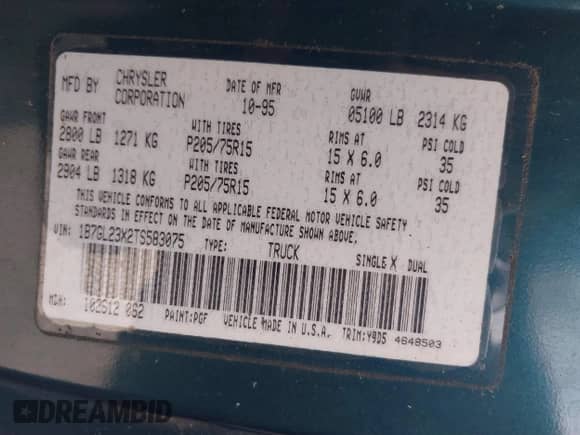 MFD BY CHRYSLER CORPORATION DATE OF MFR 10-95 GVWR 05100 LB 2314 KG
GAWR FRONT WITH TIRES RIMS AT PSI COLD
2800 LB 1271 KG P205/75R15 15 X 6.0 35
GAWR REAR WITH TIRES RIMS AT PSI COLD
2904 LB 1318 KG P205/75R15 15 X 6.0 35
THIS VEHICLE CONFORMS TO ALL APPLICABLE FEDERAL MOTOR VEHICLE SAFETY
STANDARDS IN EFFECT ON THE DATE OF MANUFACTURE SHOWN ABOVE.
VIN: 1B7GL23X2TS583075 TYPE: TRUCK SINGLE X DUAL
MDH: 102612 062 PAINT:PGF VEHICLE MADE IN U.S.A. TRIM:Y9D5 4648503
DREAMBID